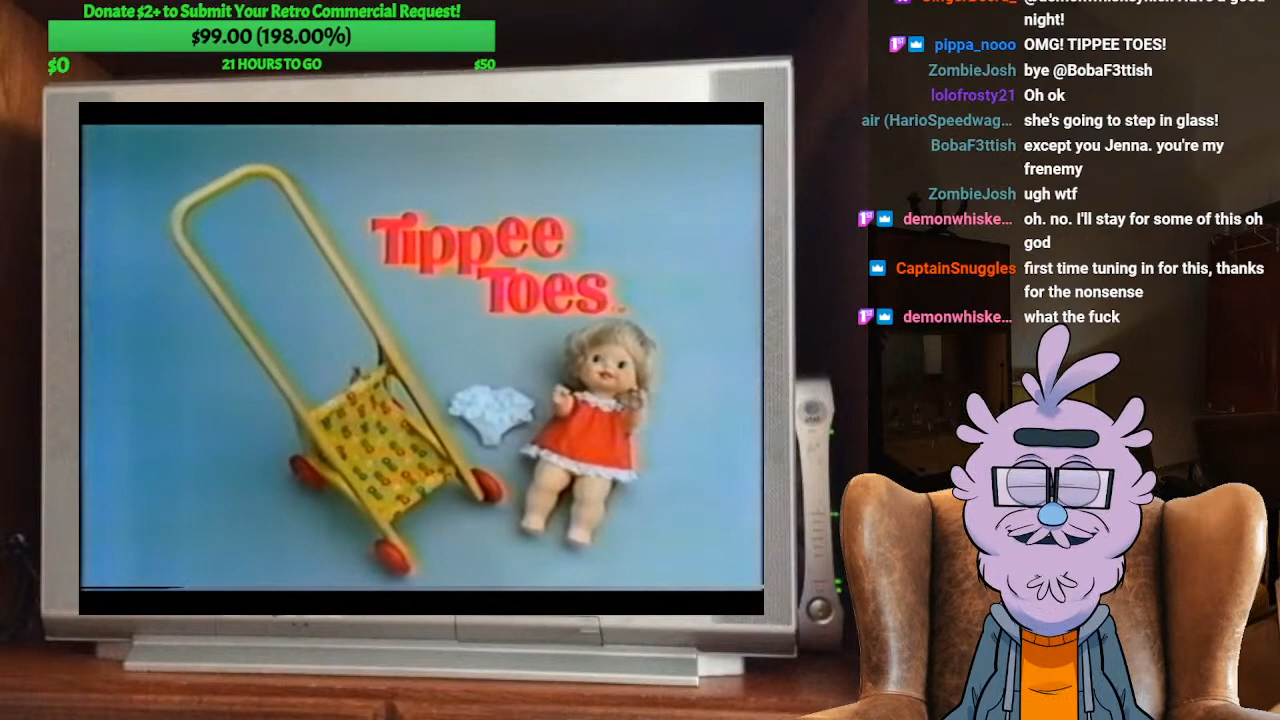 Donate $2+ to Submit Your Retro Commercial Request!
$99.00 (198.00%)
$0 21 HOURS TO GO $50
Tippee
Toes
night!
pippa_nooo OMG! TIPPEE TOES!
ZombieJosh bye @BobaF3ttish
lolofrosty21 Oh ok
air (HarloSpeedwag… she's going to step in glass!
BobaF3ttish except you Jenna. you're my
frenemy
ZombieJosh ugh wtf
demonwhiske… oh. no. I'll stay for some of this oh
god
CaptainSnuggles first time tuning in for this, thanks
for the nonsense
demonwhiske… what the fuck